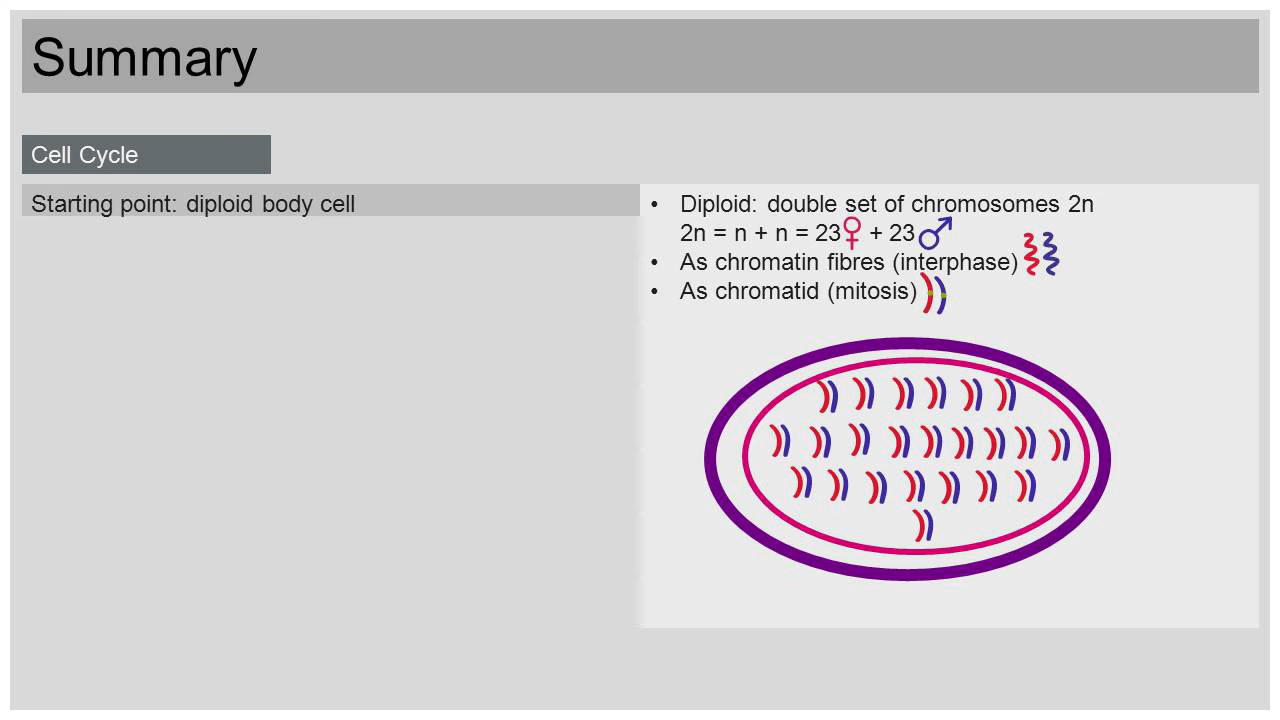 Summary
Cell Cycle
Starting point: diploid body cell
• Diploid: double set of chromosomes 2n
2n = n + n = 23♀ + 23♂
• As chromatin fibres (interphase)
• As chromatid (mitosis)